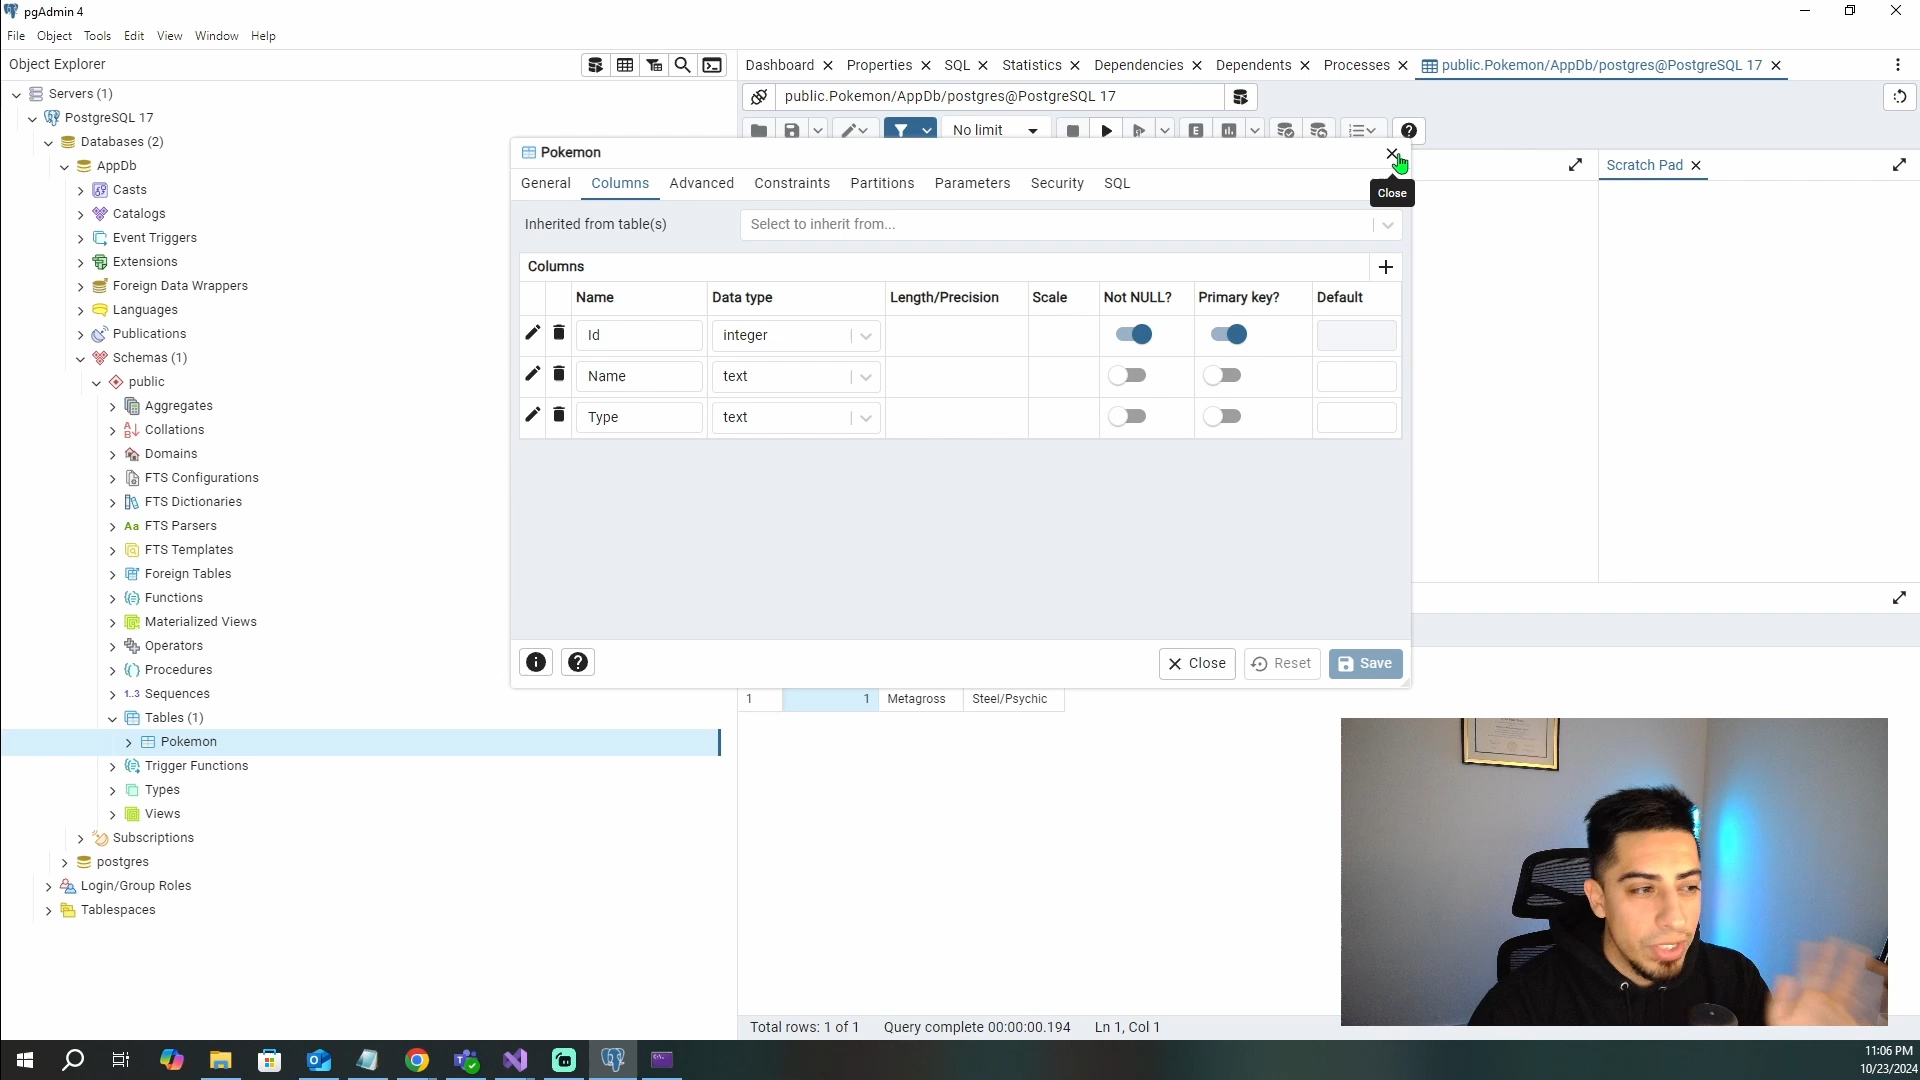 pgAdmin 4
File Object Tools Edit View Window Help
Object Explorer
Dashboard Properties SQL Statistics Dependencies Dependents Processes public.Pokemon/AppDb/postgres@PostgreSQL 17
public.Pokemon/AppDb/postgres@PostgreSQL 17
No limit
E
Servers (1)
PostgreSQL 17
Databases (2)
AppDb
Casts
Catalogs
Event Triggers
Extensions
Foreign Data Wrappers
Languages
Publications
Schemas (1)
public
Aggregates
Collations
Domains
FTS Configurations
FTS Dictionaries
Aa FTS Parsers
FTS Templates
Foreign Tables
Functions
Materialized Views
Operators
Procedures
1..3 Sequences
Tables (1)
Pokemon
Trigger Functions
Types
Views
Subscriptions
postgres
Login/Group Roles
Tablespaces
Pokemon
General Columns Advanced Constraints Partitions Parameters Security SQL
Close
Inherited from table(s) Select to inherit from...
Columns
Name Data type Length/Precision Scale Not NULL? Primary key? Default
Id integer
Name text
Type text
Close Reset Save
Scratch Pad
1 1 Metagross Steel/Psychic
Total rows: 1 of 1 Query complete 00:00:00.194 Ln 1, Col 1
11:06 PM
10/23/2024